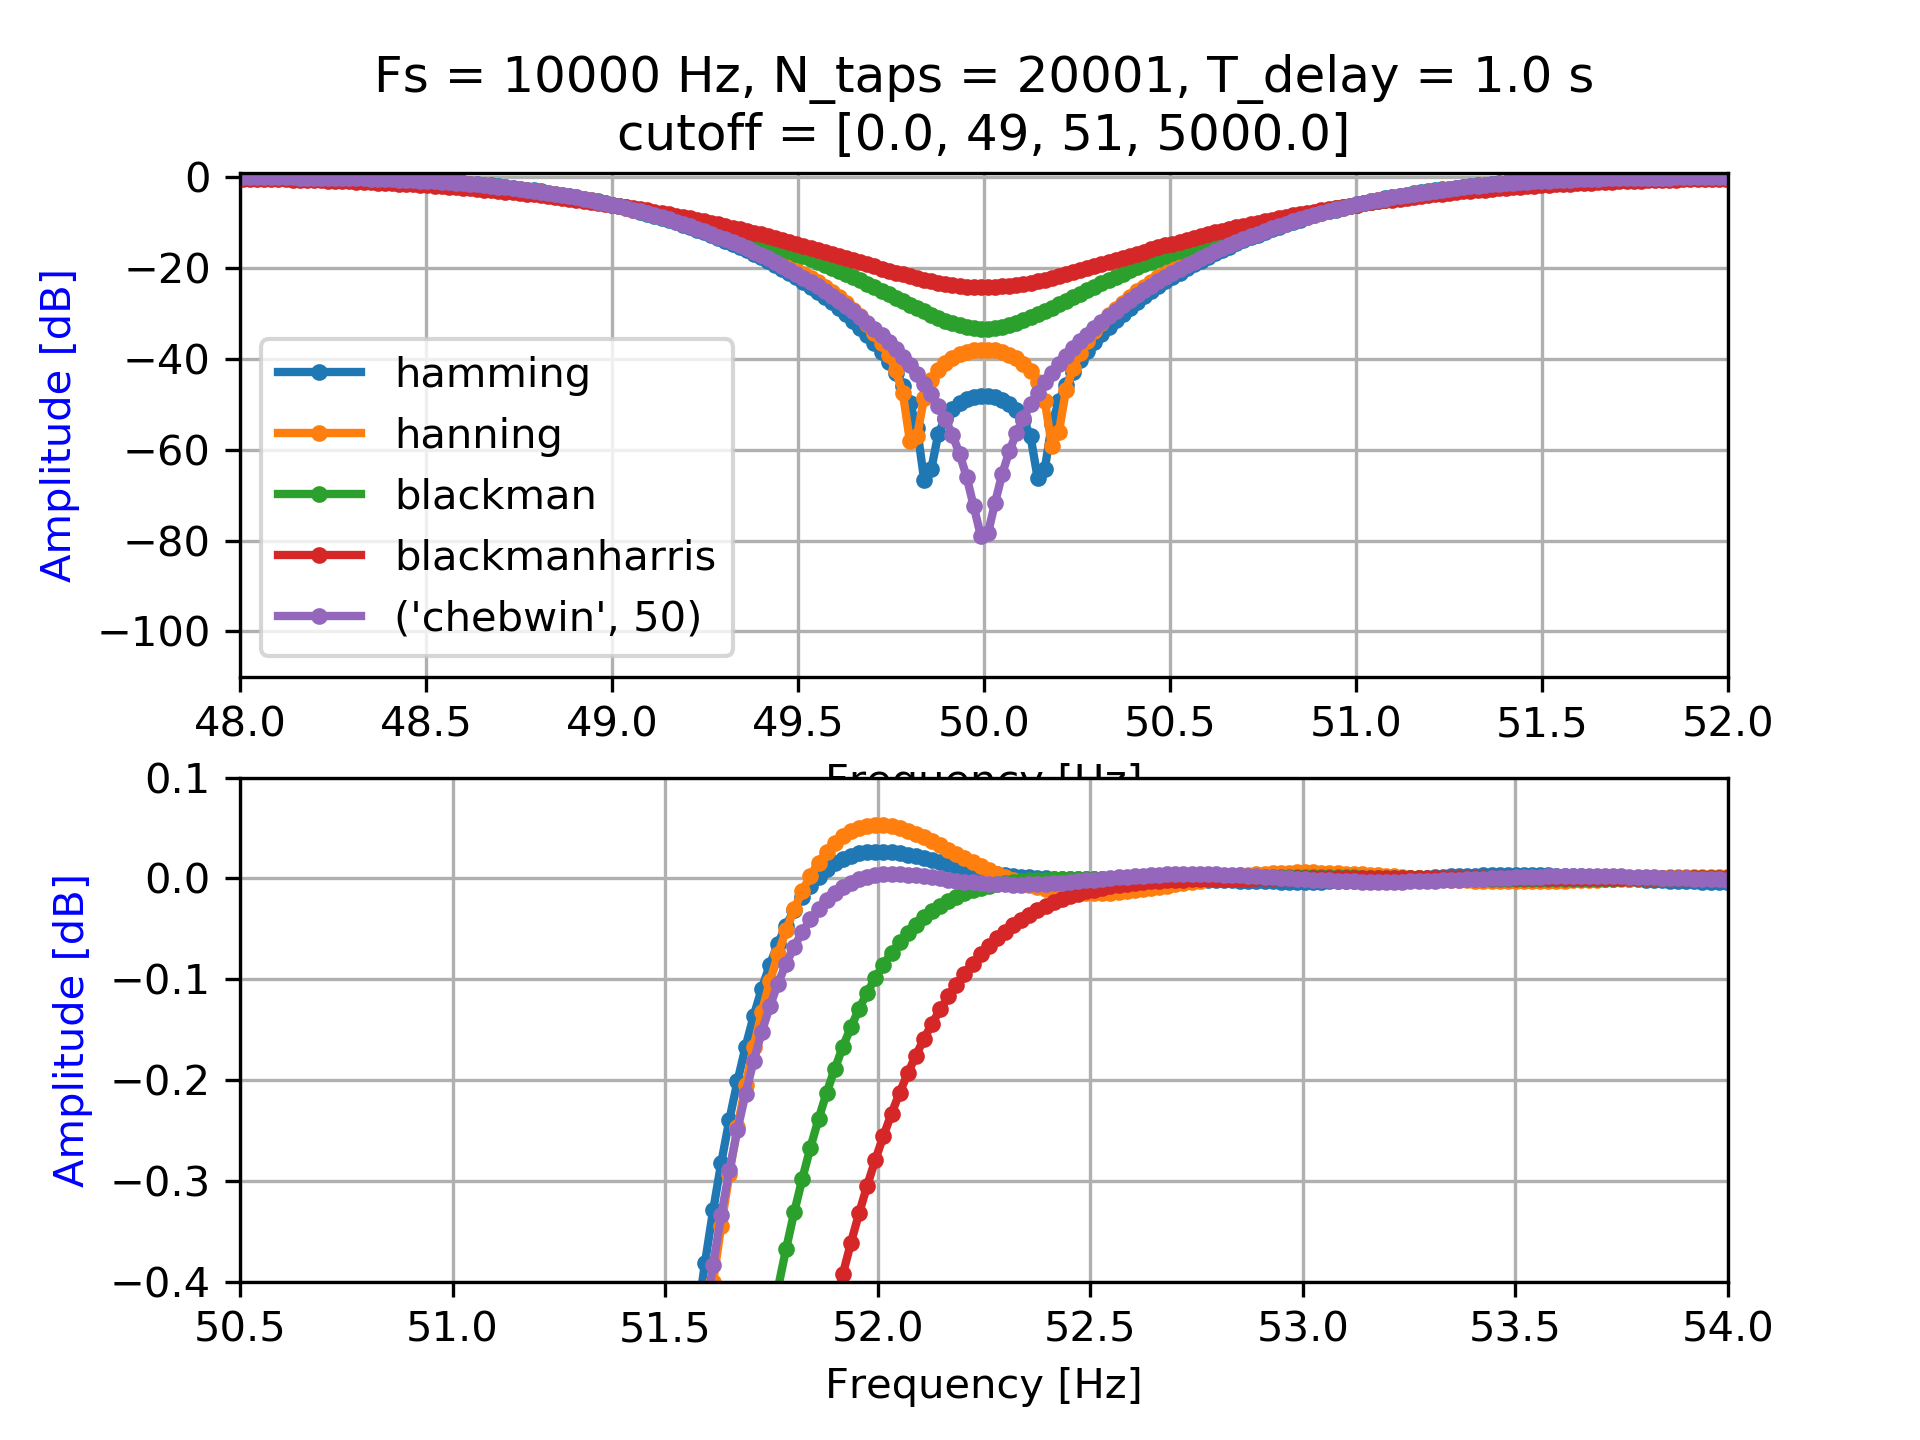 Fs = 10000 Hz, N_taps = 20001, T_delay = 1.0 s
cutoff = [0.0, 49, 51, 5000.0]
Amplitude [dB]
0
−20
−40
−60
−80
−100
hamming
hanning
blackman
blackmanharris
('chebwin', 50)
48.0 48.5 49.0 49.5 50.0 50.5 51.0 51.5 52.0
Frequency [Hz]
Amplitude [dB]
0.1
0.0
−0.1
−0.2
−0.3
−0.4
50.5 51.0 51.5 52.0 52.5 53.0 53.5 54.0
Frequency [Hz]